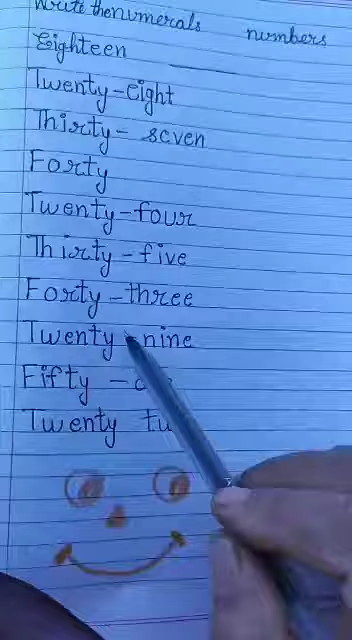 Write the numerals numbers
Eighteen
Twenty-Eight
Thirty- seven
Forty
Twenty-four
Thirty-five
Forty-three
Twenty nine
Fifty -
Twenty